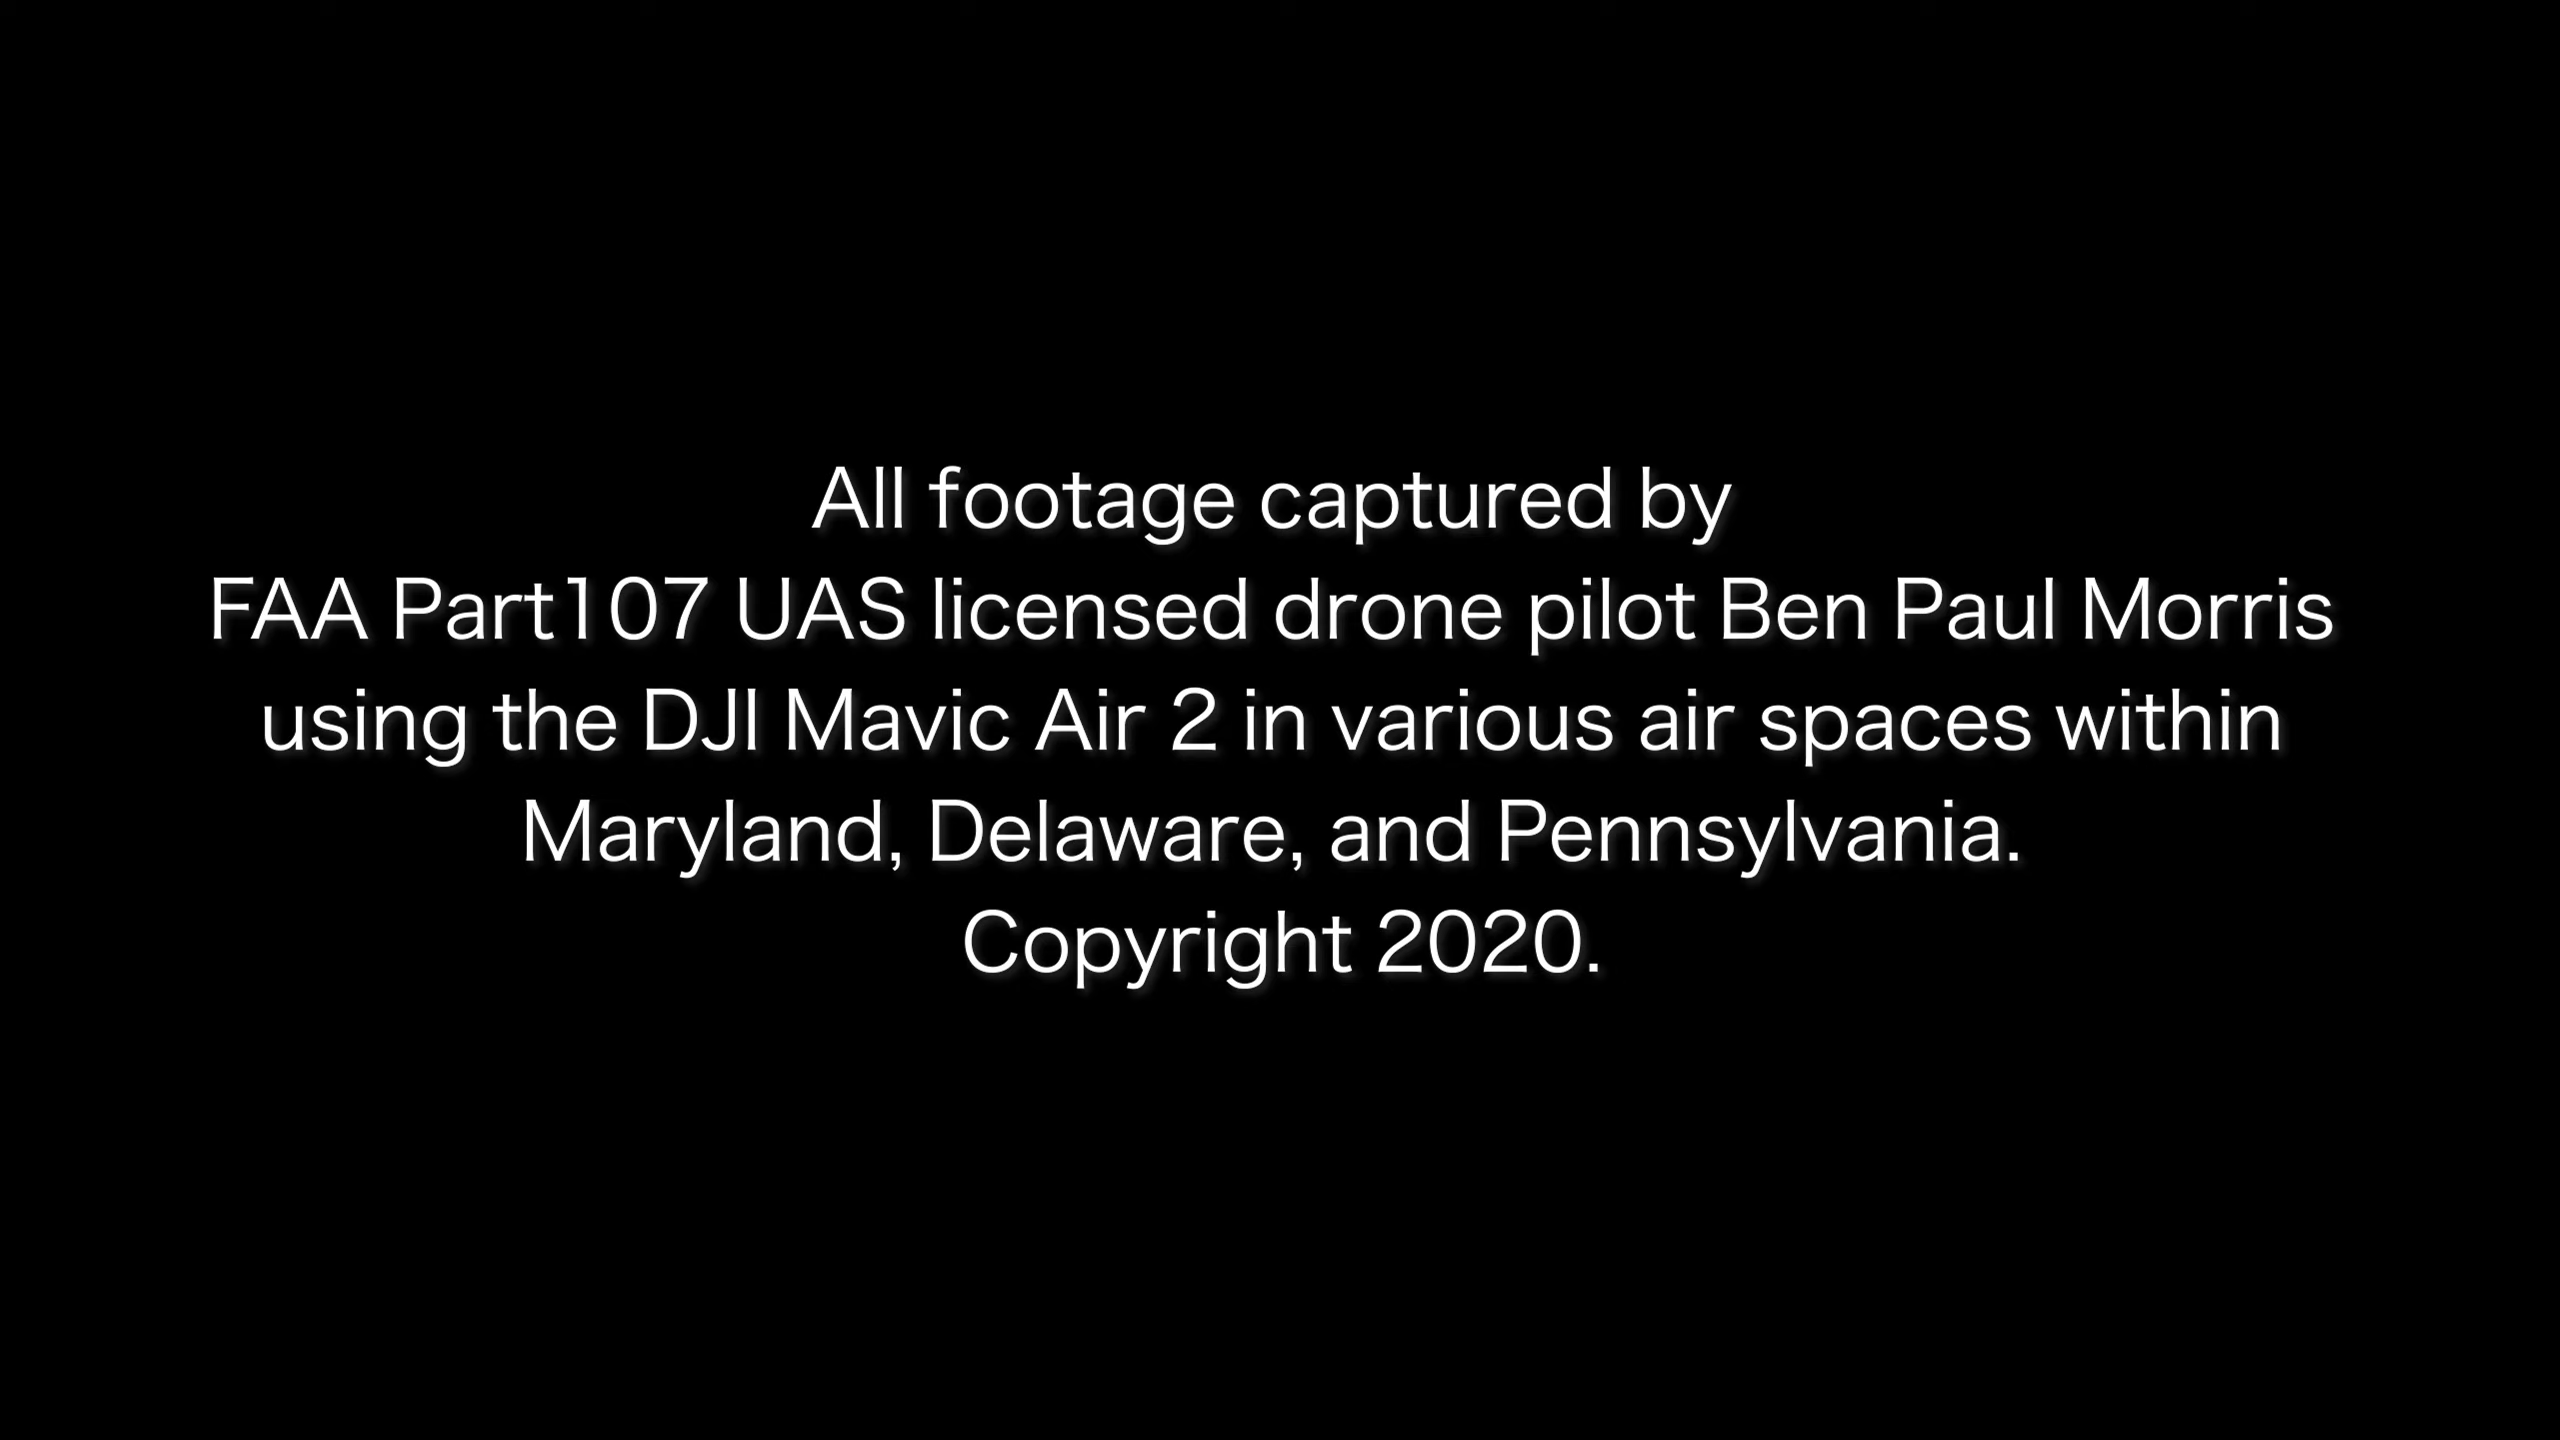 All footage captured by
FAA Part107 UAS licensed drone pilot Ben Paul Morris
using the DJI Mavic Air 2 in various air spaces within
Maryland, Delaware, and Pennsylvania.
Copyright 2020.